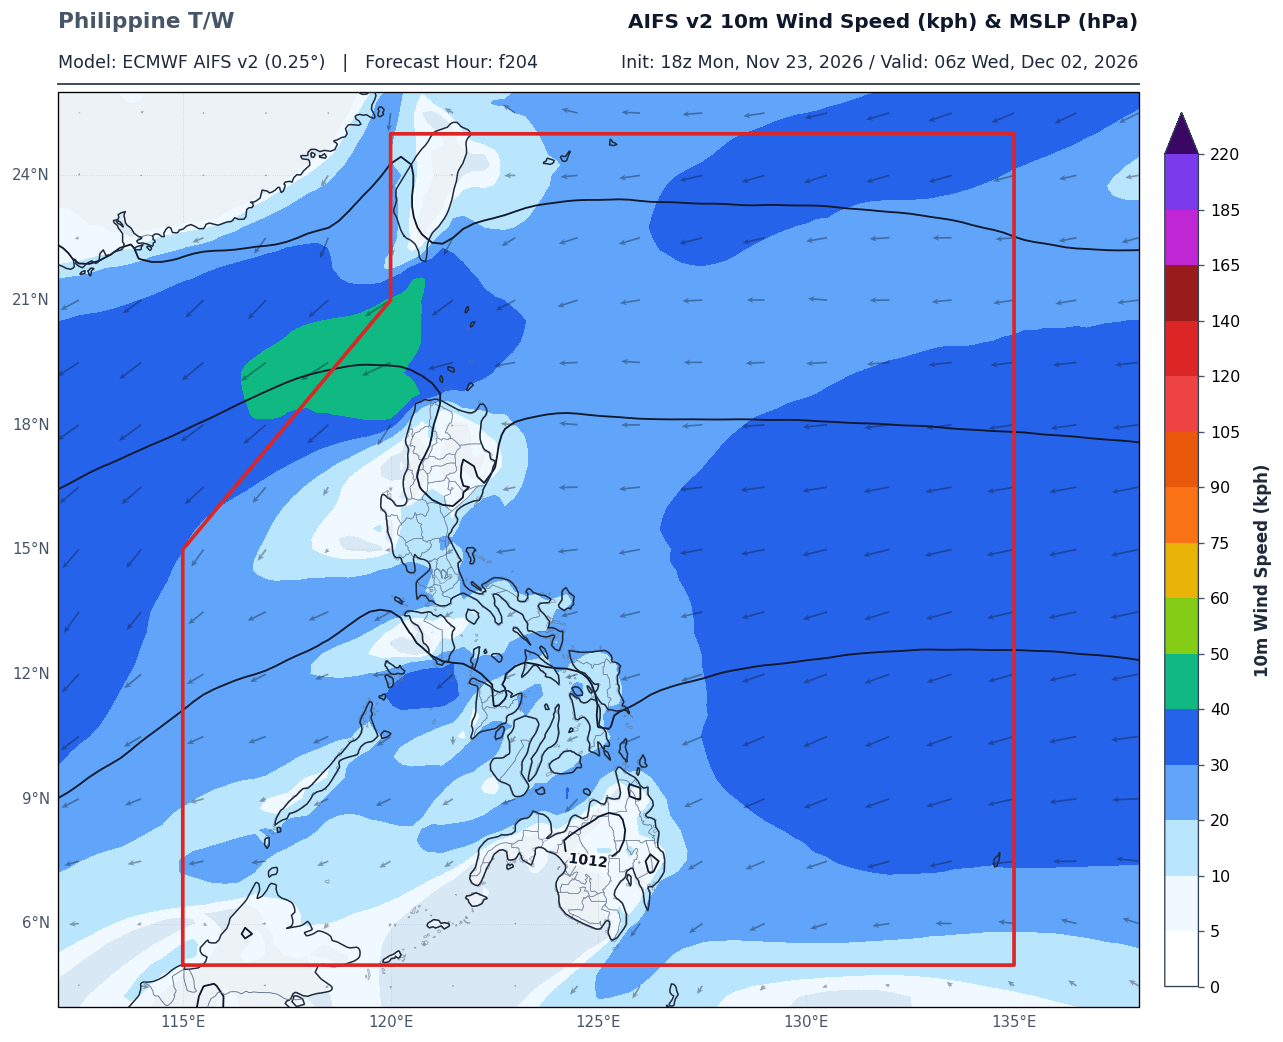 Philippine T/W
AIFS v2 10m Wind Speed (kph) & MSLP (hPa)
Model: ECMWF AIFS v2 (0.25°) | Forecast Hour: f204
Init: 18z Mon, Nov 23, 2026 / Valid: 06z Wed, Dec 02, 2026
24°N
21°N
18°N
15°N
12°N
9°N
6°N
115°E
120°E
125°E
130°E
135°E
1012
220
185
165
140
120
105
90
75
60
50
40
30
20
10
5
0
10m Wind Speed (kph)